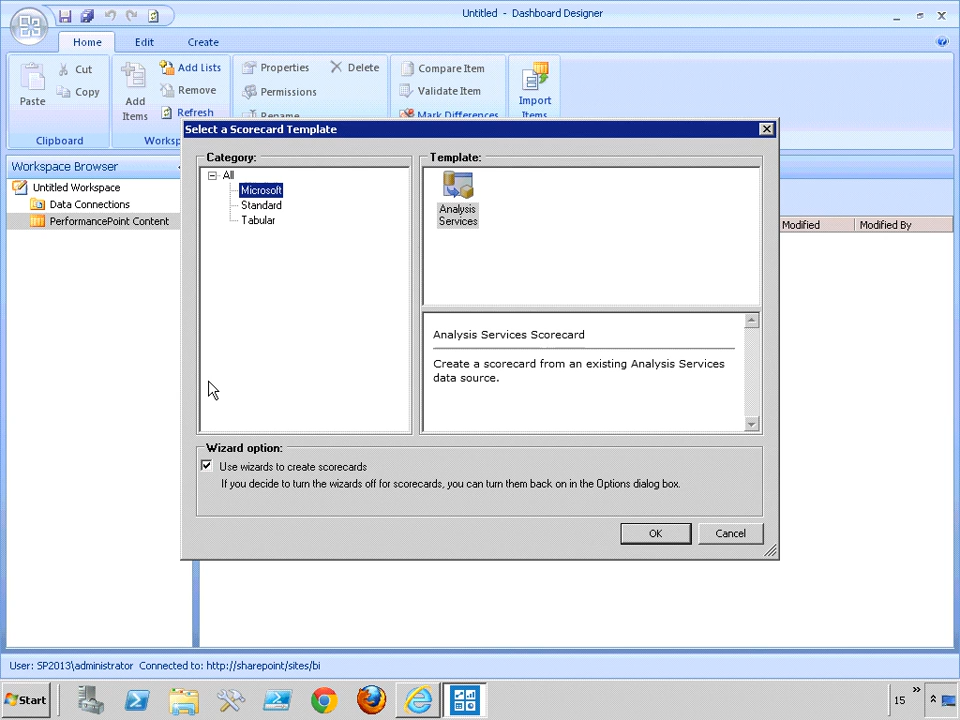 Untitled - Dashboard Designer
Home Edit Create
Paste
Cut
Copy
Clipboard
Add Items
Add Lists
Remove
Refresh
Properties
Delete
Permissions
Compare Item
Validate Item
Mark Differences
Import
Items
Workspace Browser
Untitled Workspace
Data Connections
PerformancePoint Content
Modified
Modified By
Select a Scorecard Template
Category:
All
Microsoft
Standard
Tabular
Template:
Analysis
Services
Analysis Services Scorecard
Create a scorecard from an existing Analysis Services
data source.
Wizard option:
Use wizards to create scorecards
If you decide to turn the wizards off for scorecards, you can turn them back on in the Options dialog box.
OK
Cancel
User: SP2013\administrator Connected to: http://sharepoint/sites/bi
Start
15